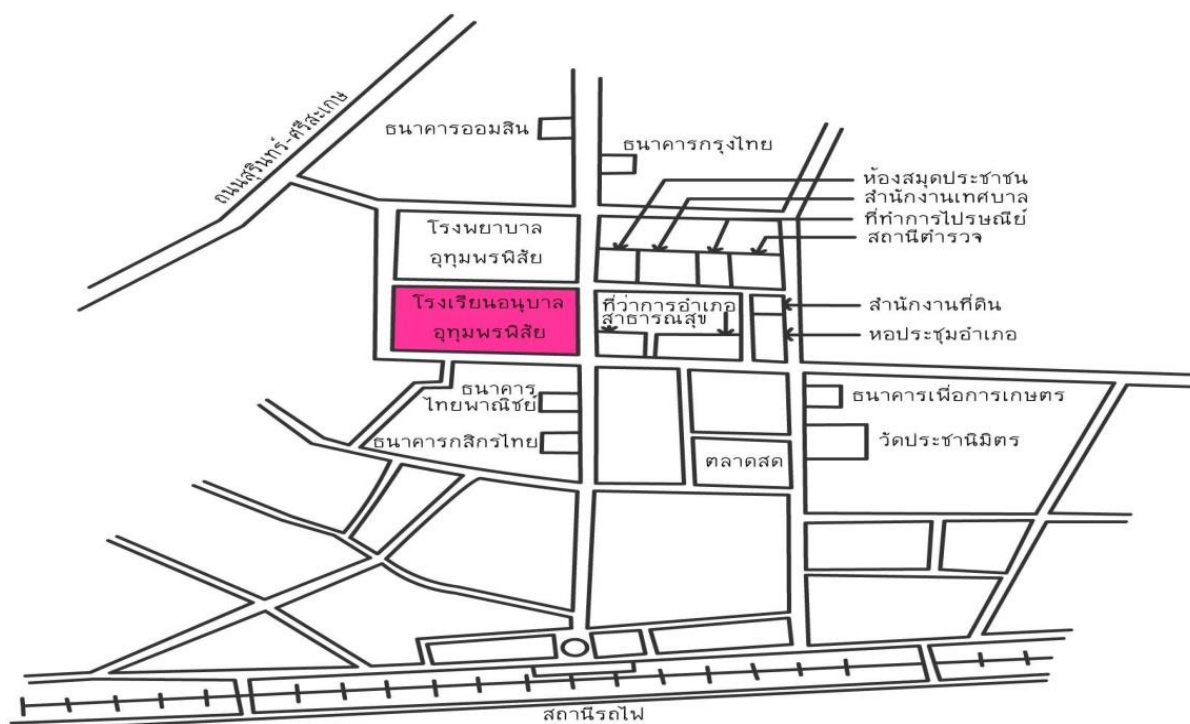 ถนนสุรินทร์-ศรีสะเกษ
ธนาคารออมสิน
ธนาคารกรุงไทย
ห้องสมุดประชาชน
สำนักงานเทศบาล
ที่ทำการไปรษณีย์
สถานีตำรวจ
โรงพยาบาล
อุทุมพรพิสัย
โรงเรียนอนุบาล
อุทุมพรพิสัย
ที่ว่าการอำเภอ
สาธารณสุข
สำนักงานที่ดิน
หอประชุมอำเภอ
ธนาคาร
ไทยพาณิชย์
ธนาคารกสิกรไทย
ธนาคารเพื่อการเกษตร
วัดประชานิมิตร
ตลาดสด
สถานีรถไฟ